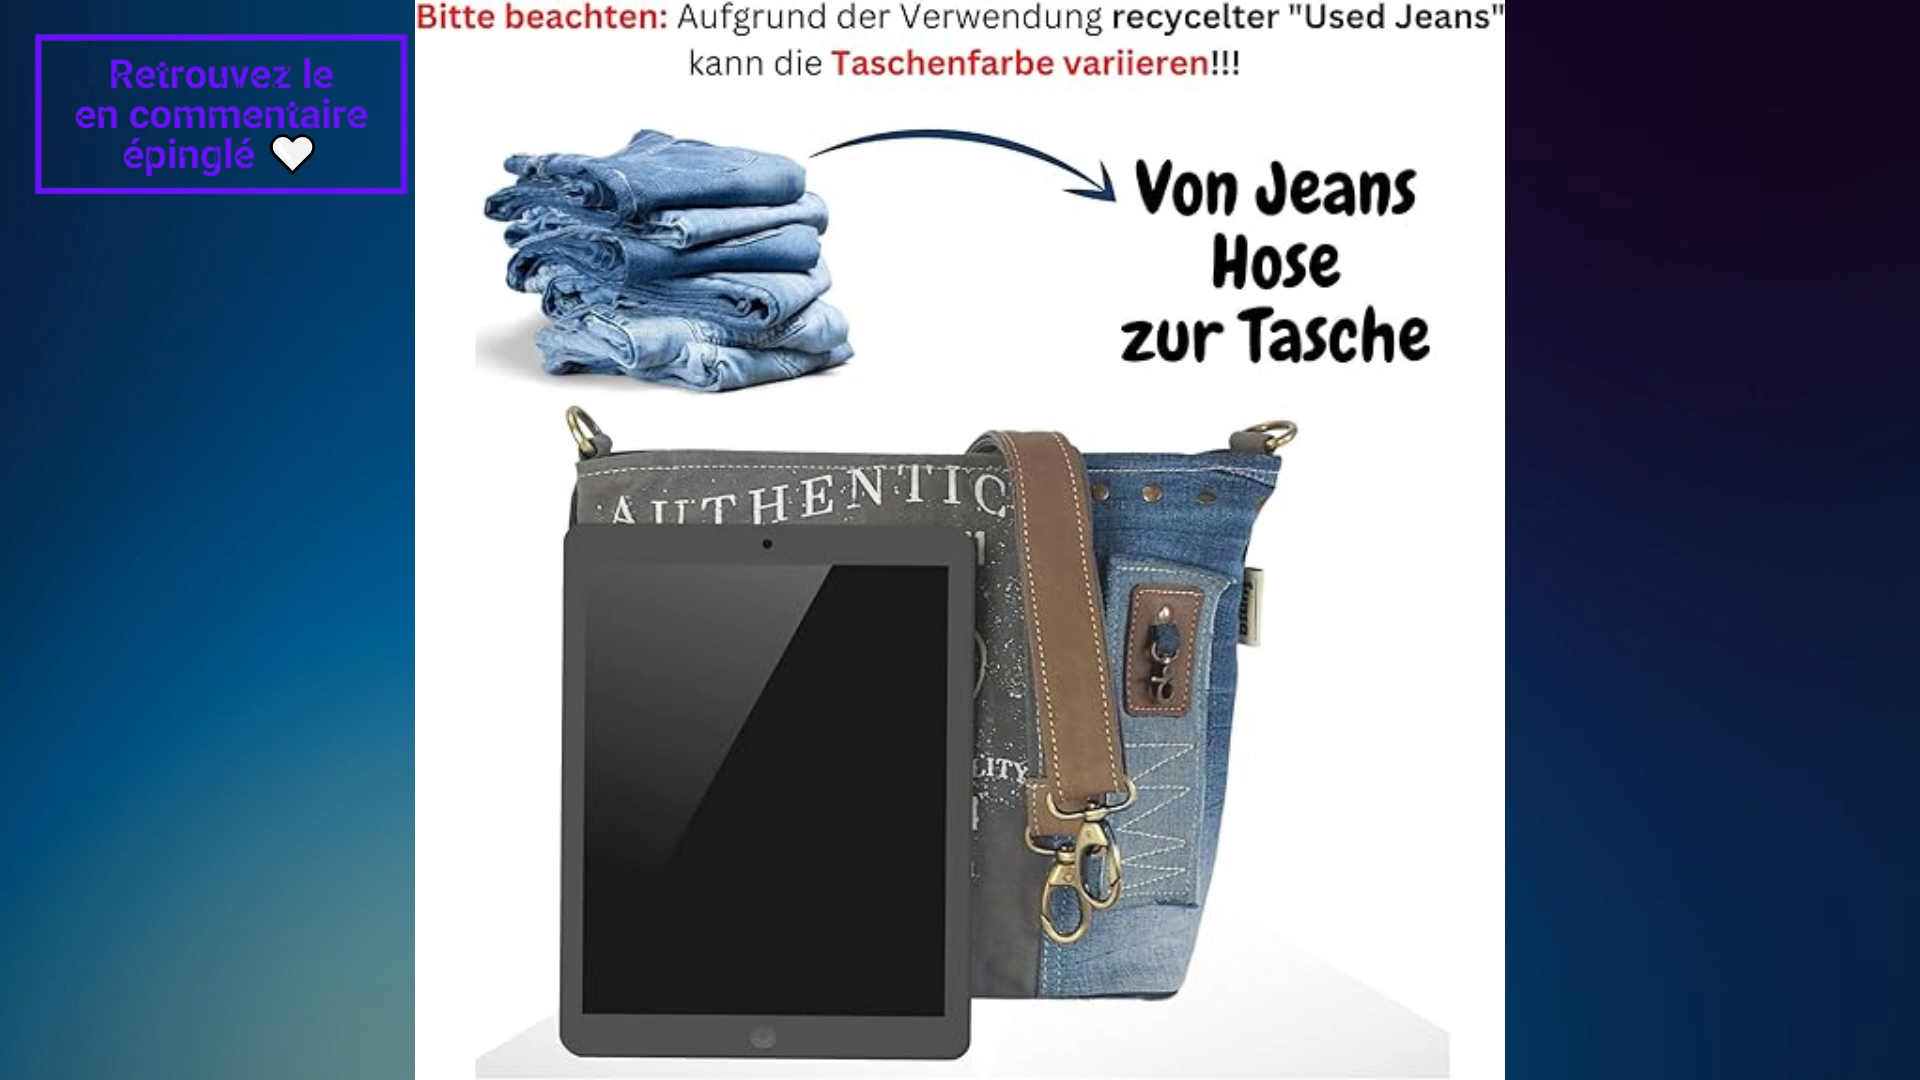 Bitte beachten: Aufgrund der Verwendung recycelter "Used Jeans"
kann die Taschenfarbe variieren!!!
Retrouvez le
en commentaire
épinglé 🤍
Von Jeans
Hose
zur Tasche
AUTHENTIC
LITY